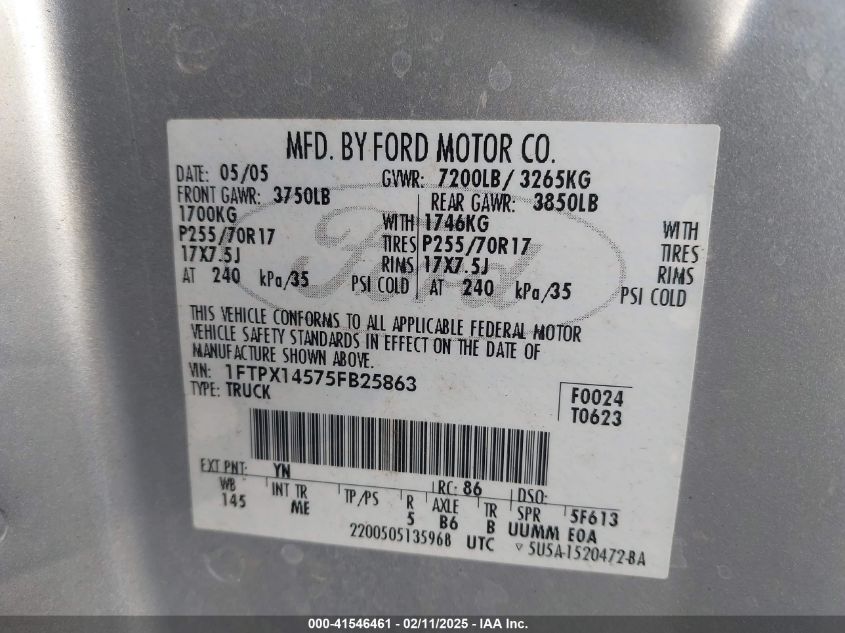 MFD. BY FORD MOTOR CO.
DATE: 05/05 GVWR: 7200LB/ 3265KG
FRONT GAWR: 3750LB REAR GAWR: 3850LB
1700KG WITH 1746KG WITH
P255/70R17 TIRES P255/70R17 TIRES
17X7.5J RIMS 17X7.5J RIMS
AT 240 kPa/35 PSI COLD AT 240 kPa/35 PSI COLD
Ford
THIS VEHICLE CONFORMS TO ALL APPLICABLE FEDERAL MOTOR
VEHICLE SAFETY STANDARDS IN EFFECT ON THE DATE OF
MANUFACTURE SHOWN ABOVE.
VIN: 1FTPX14575FB25863
TYPE: TRUCK
F0024
T0623
EXT PNT: YN RC: 86 DSO:
WB INT TR TP/PS R AXLE TR SPR 5F613
145 ME 5 B6 B UUMM EOA
2200505135968 UTC ▽ 5U5A-1520472-BA
000-41546461 - 02/11/2025 - IAA Inc.